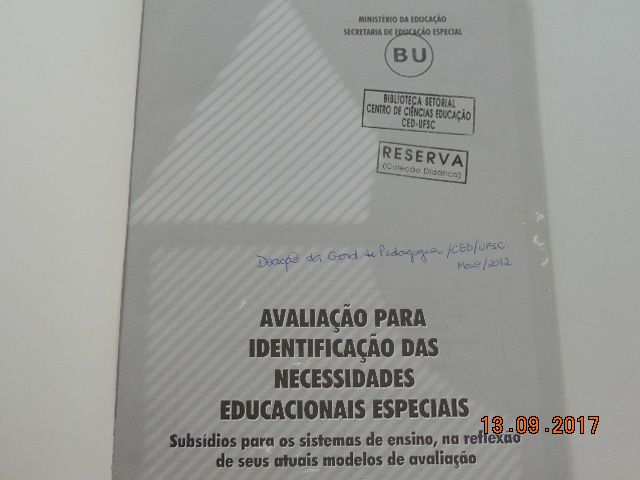 MINISTÉRIO DA EDUCAÇÃO
SECRETARIA DE EDUCAÇÃO ESPECIAL
BU
BIBLIOTECA SETORIAL
CENTRO DE CIÊNCIAS EDUCAÇÃO
CED-UFSC
RESERVA
(Coleção Didática)
Doação da Coord. de Pedagogia /CED/UFSC.
/2012
AVALIAÇÃO PARA
IDENTIFICAÇÃO DAS
NECESSIDADES
EDUCACIONAIS ESPECIAIS
Subsídios para os sistemas de ensino, na reflexão
de seus atuais modelos de avaliação
13.09.2017